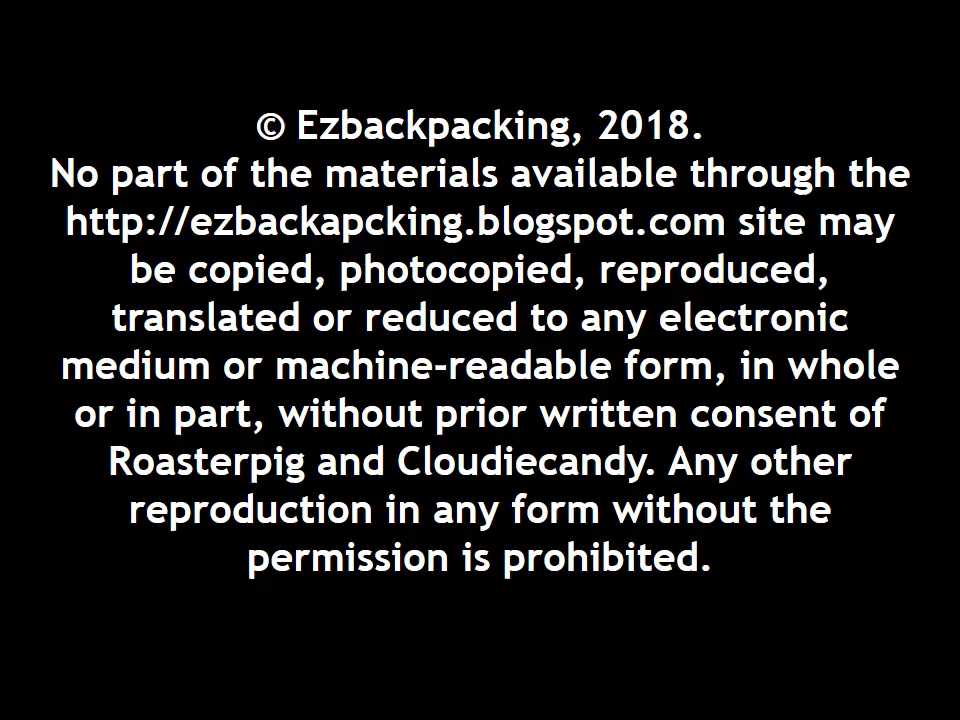 © Ezbackpacking, 2018.
No part of the materials available through the
http://ezbackapcking.blogspot.com site may
be copied, photocopied, reproduced,
translated or reduced to any electronic
medium or machine-readable form, in whole
or in part, without prior written consent of
Roasterpig and Cloudiecandy. Any other
reproduction in any form without the
permission is prohibited.